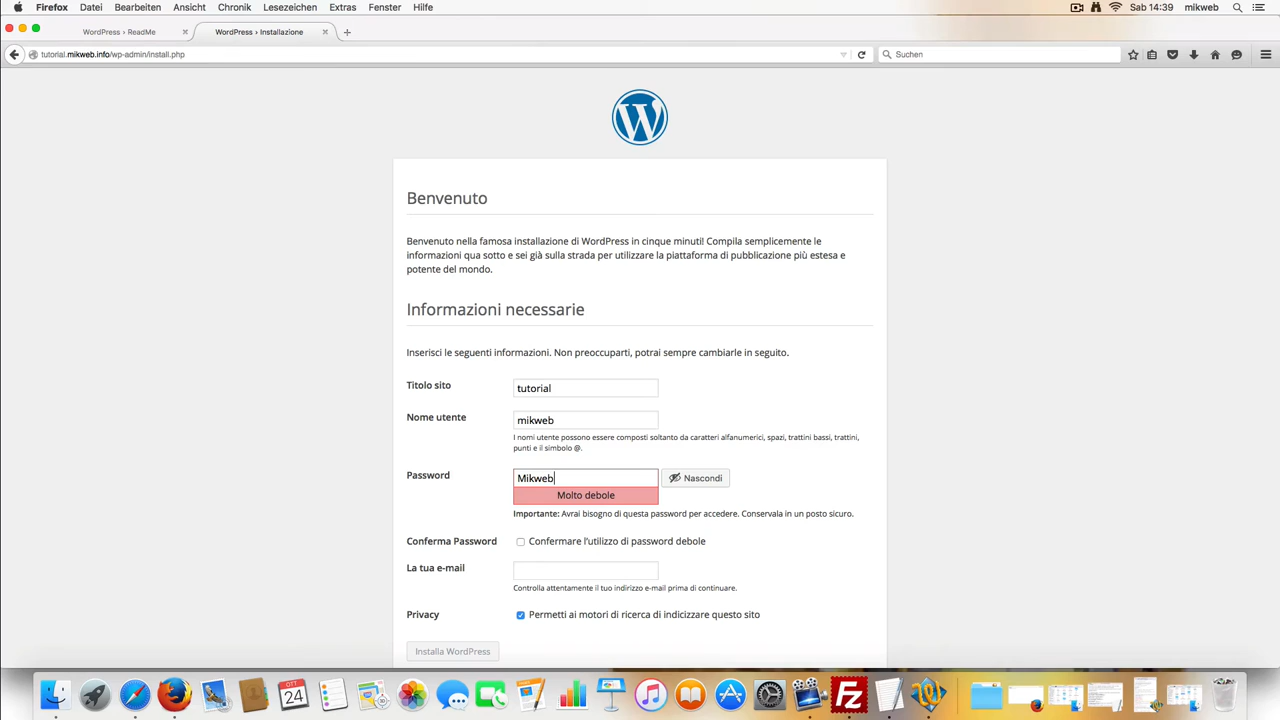 Firefox Datei Bearbeiten Ansicht Chronik Lesezeichen Extras Fenster Hilfe Sab 14:39 mikweb
WordPress › ReadMe WordPress › Installazione
tutorial.mikweb.info/wp-admin/install.php Suchen
Benvenuto
Benvenuto nella famosa installazione di WordPress in cinque minuti! Compila semplicemente le
informazioni qua sotto e sei già sulla strada per utilizzare la piattaforma di pubblicazione più estesa e
potente del mondo.
Informazioni necessarie
Inserisci le seguenti informazioni. Non preoccuparti, potrai sempre cambiarle in seguito.
Titolo sito tutorial
Nome utente mikweb
I nomi utente possono essere composti soltanto da caratteri alfanumerici, spazi, trattini bassi, trattini,
punti e il simbolo @.
Password Mikweb Nascondi
Molto debole
Importante: Avrai bisogno di questa password per accedere. Conservala in un posto sicuro.
Conferma Password Confermare l'utilizzo di password debole
La tua e-mail
Controlla attentamente il tuo indirizzo e-mail prima di continuare.
Privacy Permetti ai motori di ricerca di indicizzare questo sito
Installa WordPress
OTT
24